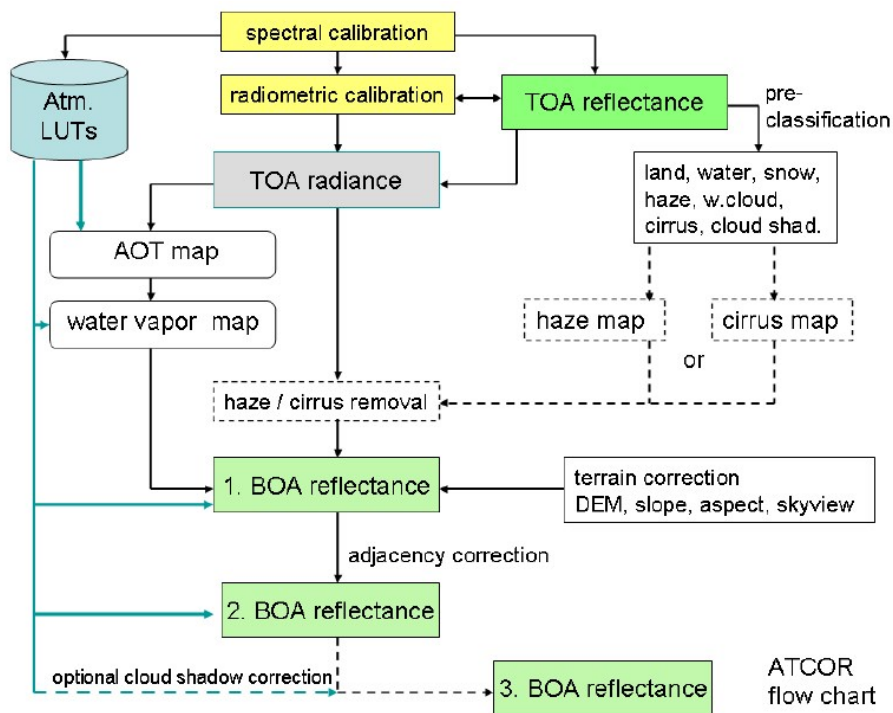 spectral calibration
Atm.
LUTs
radiometric calibration
TOA reflectance
pre-
classification
TOA radiance
land, water, snow,
haze, w.cloud,
cirrus, cloud shad.
AOT map
water vapor map
haze map
cirrus map
or
haze / cirrus removal
1. BOA reflectance
terrain correction
DEM, slope, aspect, skyview
adjacency correction
2. BOA reflectance
optional cloud shadow correction
3. BOA reflectance
ATCOR
flow chart